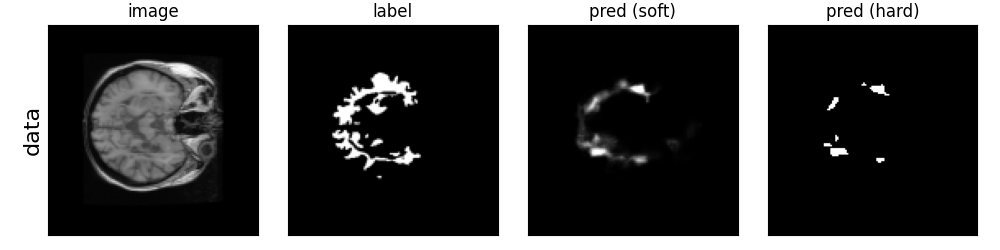 image
label
pred (soft)
pred (hard)
data